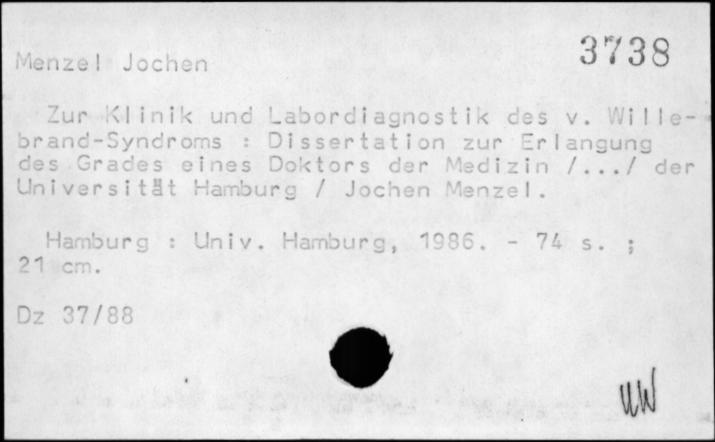 3738
Menzel Jochen
Zur Klinik und Labordiagnostik des v. Wille-
brand-Syndroms : Dissertation zur Erlangung
des Grades eines Doktors der Medizin /.../ der
Universität Hamburg / Jochen Menzel.
Hamburg : Univ. Hamburg, 1986. - 74 s. ;
21 cm.
Dz 37/88
UW